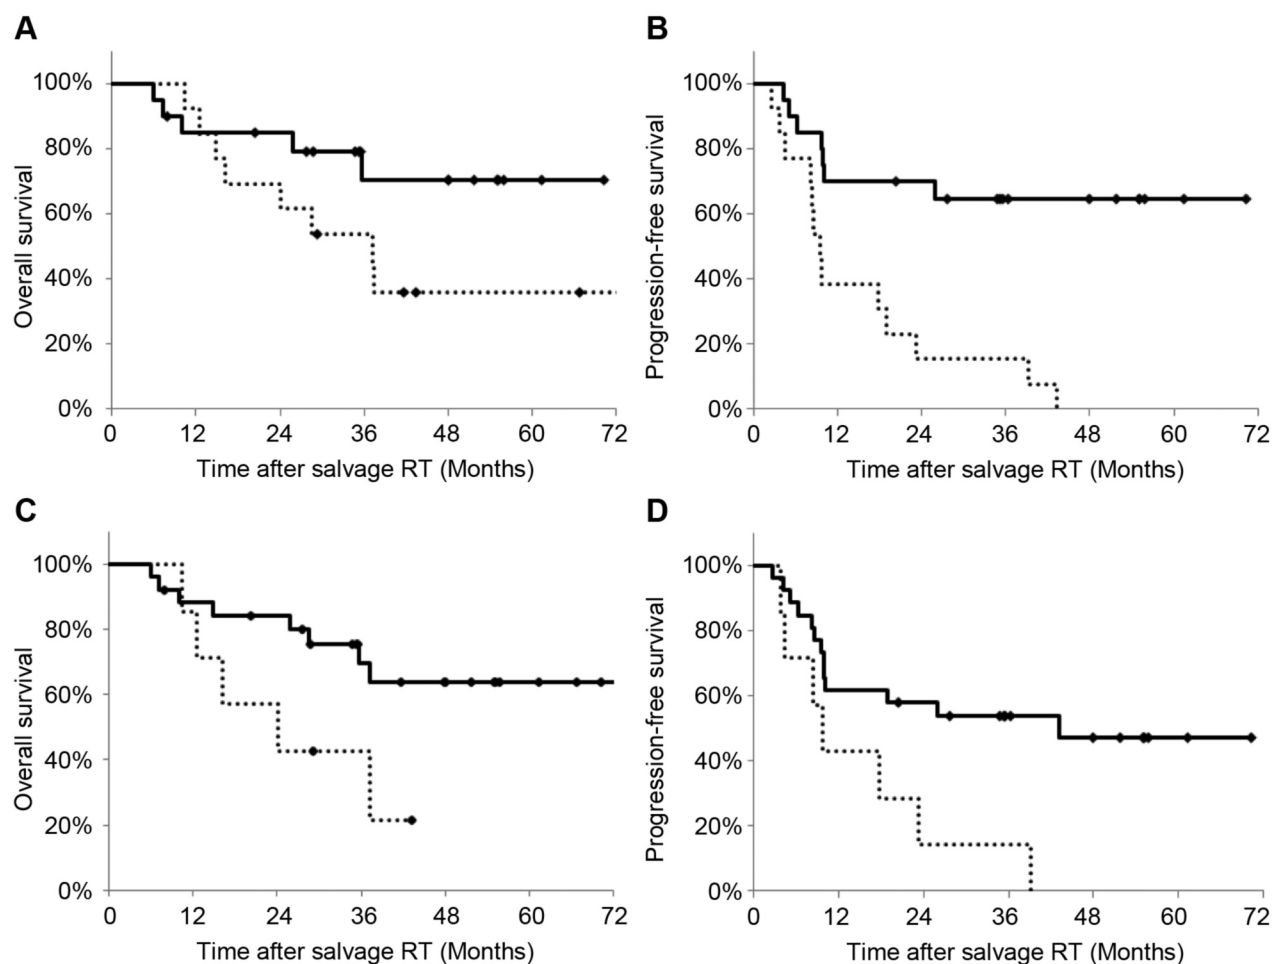 A
Overall survival
100%
80%
60%
40%
20%
0%
0 12 24 36 48 60 72
Time after salvage RT (Months)
B
Progression-free survival
100%
80%
60%
40%
20%
0%
0 12 24 36 48 60 72
Time after salvage RT (Months)
C
Overall survival
100%
80%
60%
40%
20%
0%
0 12 24 36 48 60 72
Time after salvage RT (Months)
D
Progression-free survival
100%
80%
60%
40%
20%
0%
0 12 24 36 48 60 72
Time after salvage RT (Months)